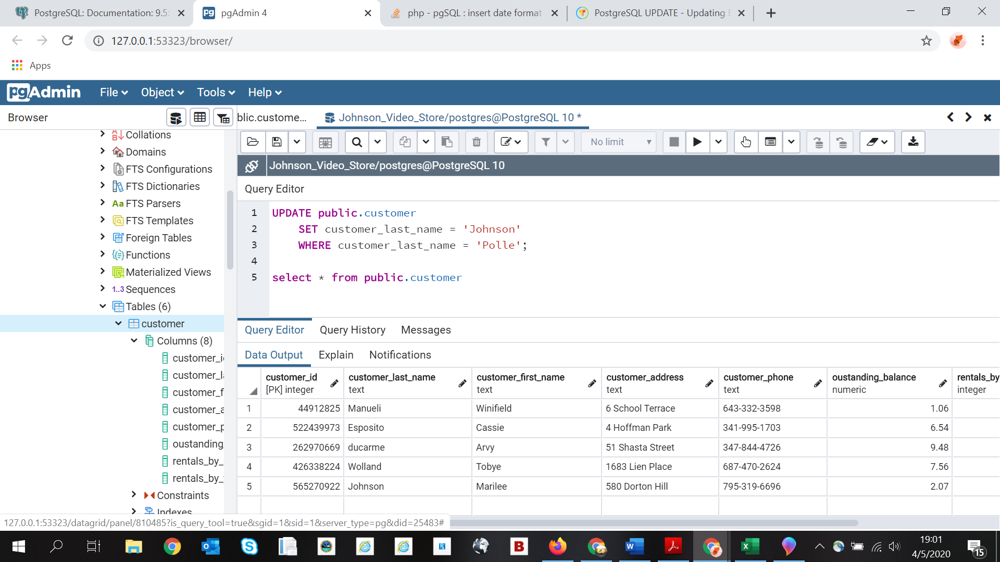 PostgreSQL: Documentation: 9.5:
pgAdmin 4
php - pgSQL : insert date format
PostgreSQL UPDATE - Updating E
127.0.0.1:53323/browser/
Apps
pgAdmin
File
Object
Tools
Help
Browser
blic.custome...
Johnson_Video_Store/postgres@PostgreSQL 10 *
Collations
Domains
FTS Configurations
FTS Dictionaries
Aa FTS Parsers
FTS Templates
Foreign Tables
Functions
Materialized Views
1..3 Sequences
Tables (6)
customer
Columns (8)
customer_i
customer_l
customer_f
customer_a
customer_p
oustanding_
rentals_by_
rentals_by_
Constraints
Indexes
No limit
Johnson_Video_Store/postgres@PostgreSQL 10
Query Editor
1 UPDATE public.customer
2 SET customer_last_name = 'Johnson'
3 WHERE customer_last_name = 'Polle';
4
5 select * from public.customer
Query Editor Query History Messages
Data Output Explain Notifications
customer_id customer_last_name customer_first_name customer_address customer_phone oustanding_balance rentals_by
[PK] integer text text text text numeric integer
1 44912825 Manueli Winifield 6 School Terrace 643-332-3598 1.06
2 522439973 Esposito Cassie 4 Hoffman Park 341-995-1703 6.54
3 262970669 ducarme Arvy 51 Shasta Street 347-844-4726 9.48
4 426338224 Wolland Tobye 1683 Lien Place 687-470-2624 7.56
5 565270922 Johnson Marilee 580 Dorton Hill 795-319-6696 2.07
127.0.0.1:53323/datagrid/panel/810485?is_query_tool=true&sgid=1&sid=1&server_type=pg&did=25483#
19:01
4/5/2020
15